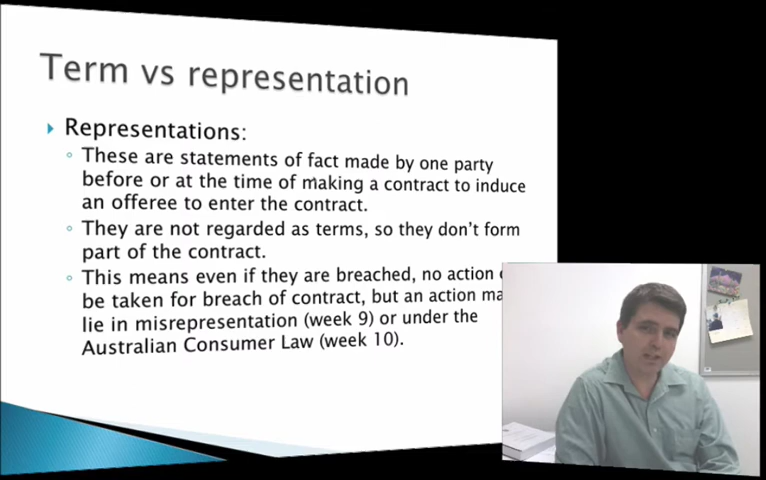 Term vs representation
Representations:
These are statements of fact made by one party
before or at the time of making a contract to induce
an offeree to enter the contract.
They are not regarded as terms, so they don't form
part of the contract.
This means even if they are breached, no action
be taken for breach of contract, but an action
lie in misrepresentation (week 9) or under the
Australian Consumer Law (week 10).